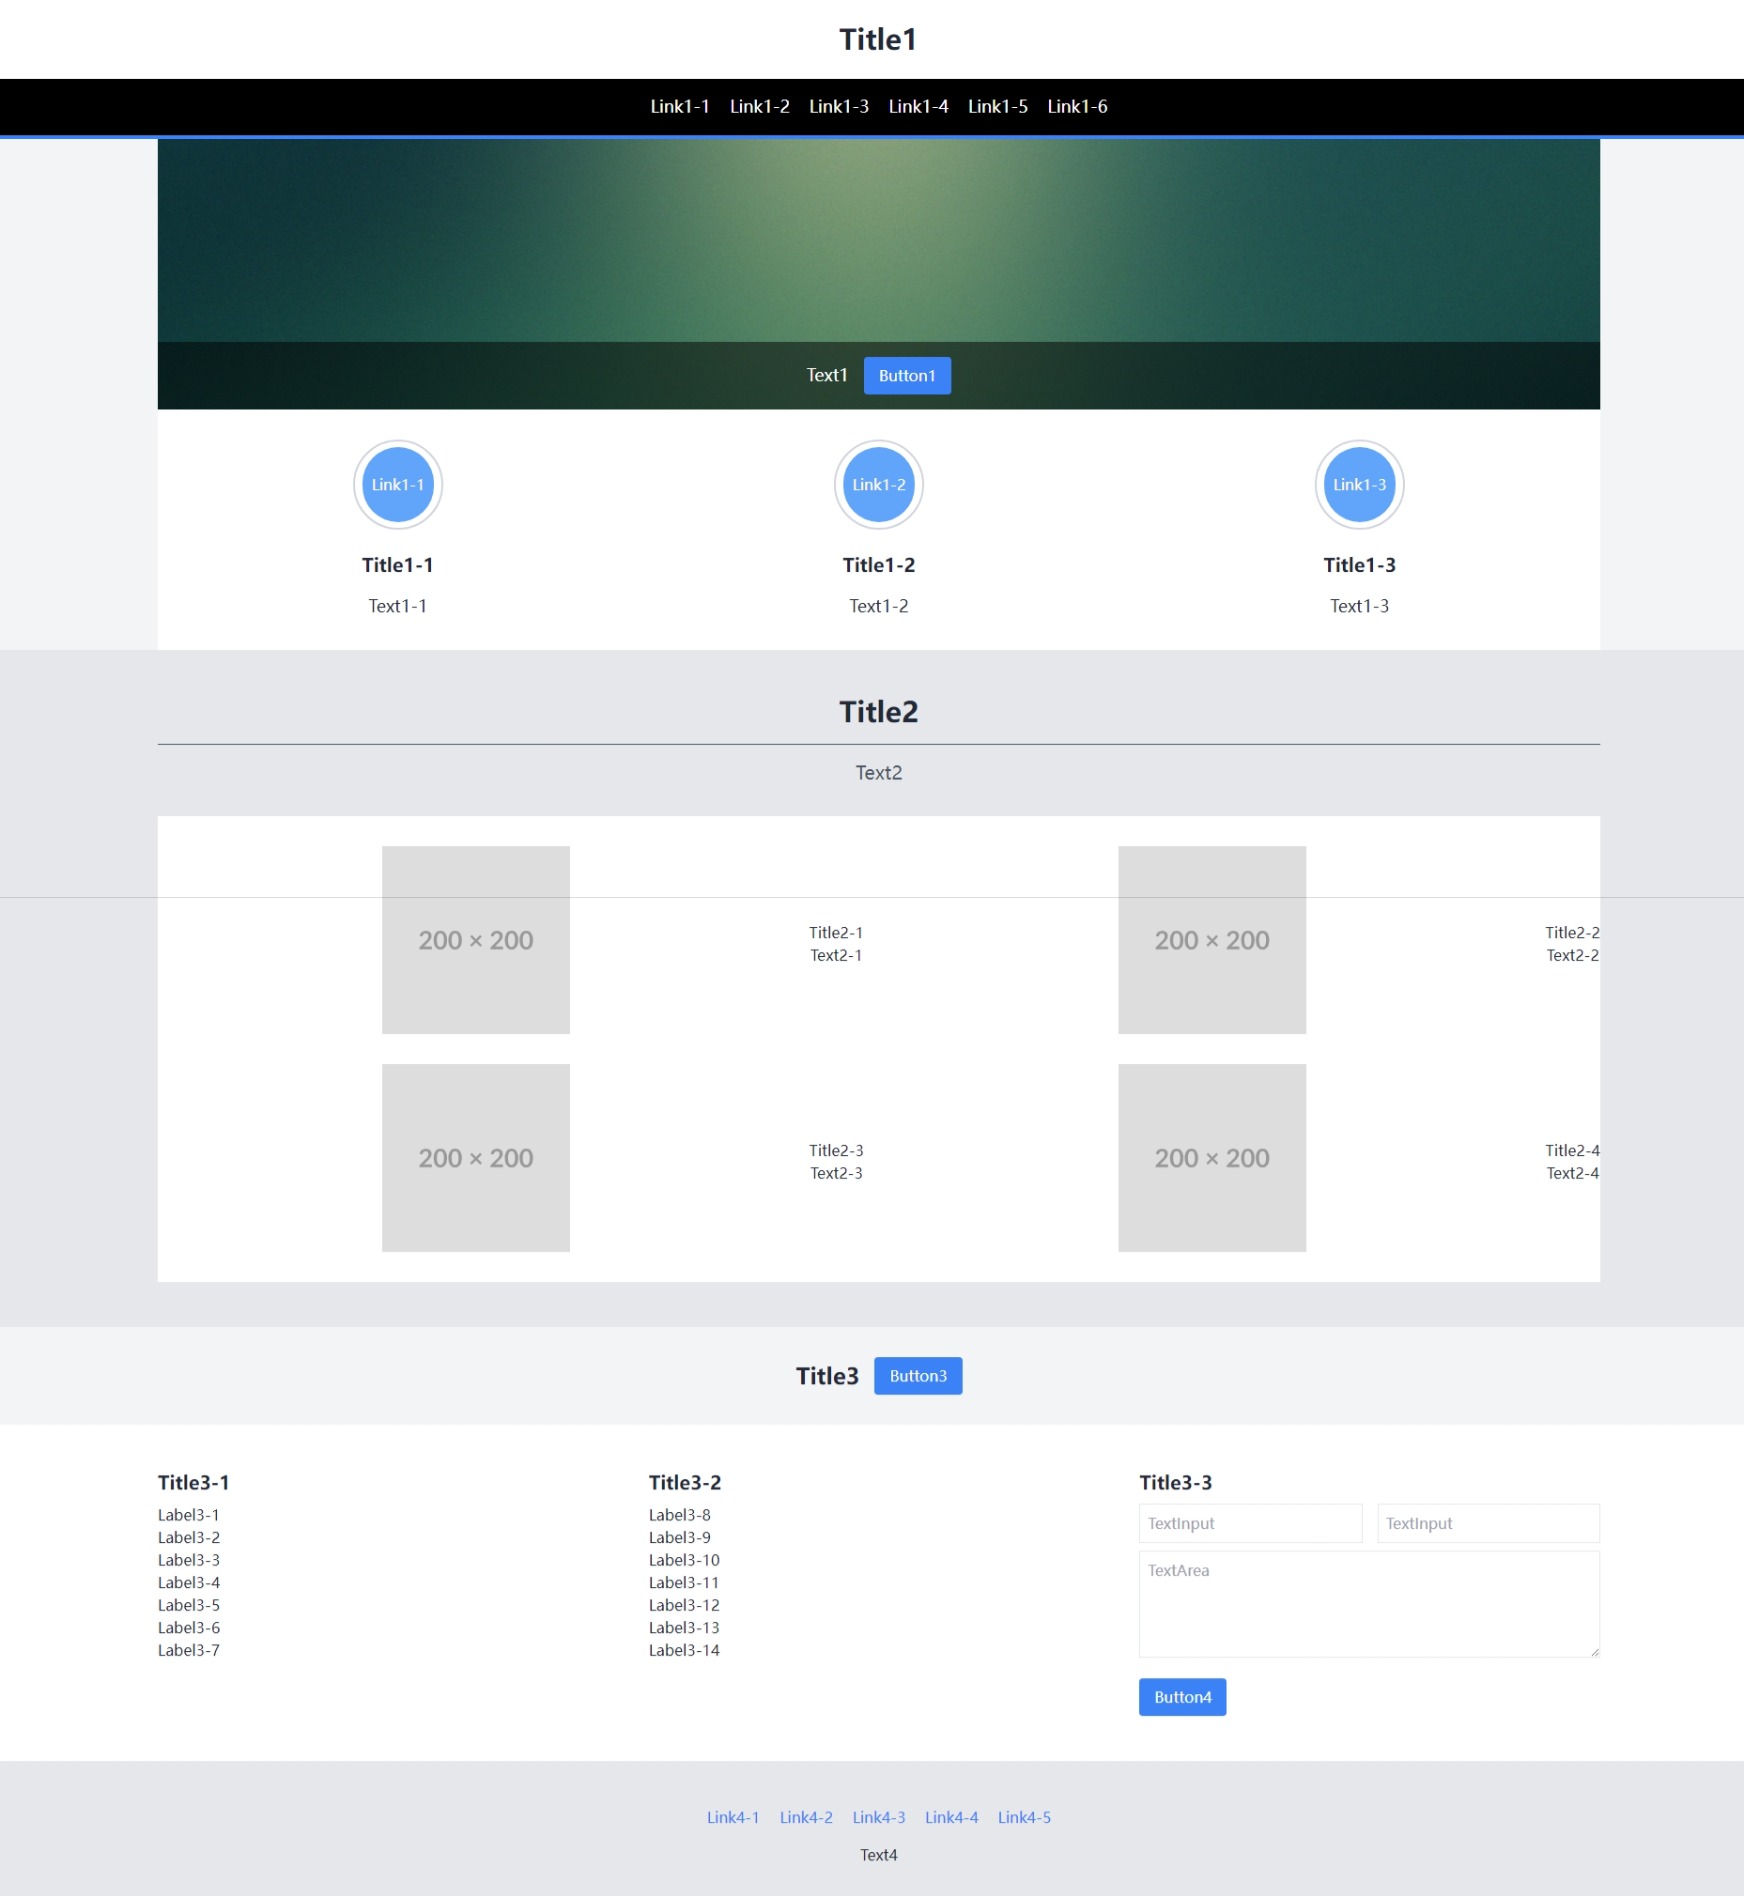 Title1
Link1-1 Link1-2 Link1-3 Link1-4 Link1-5 Link1-6
Text1 Button1
Link1-1 Link1-2 Link1-3
Title1-1 Title1-2 Title1-3
Text1-1 Text1-2 Text1-3
Title2
Text2
200 × 200
Title2-1
Text2-1
200 × 200
Title2-2
Text2-2
200 × 200
Title2-3
Text2-3
200 × 200
Title2-4
Text2-4
Title3 Button3
Title3-1
Label3-1
Label3-2
Label3-3
Label3-4
Label3-5
Label3-6
Label3-7
Title3-2
Label3-8
Label3-9
Label3-10
Label3-11
Label3-12
Label3-13
Label3-14
Title3-3
TextInput TextInput
TextArea
Button4
Link4-1 Link4-2 Link4-3 Link4-4 Link4-5
Text4